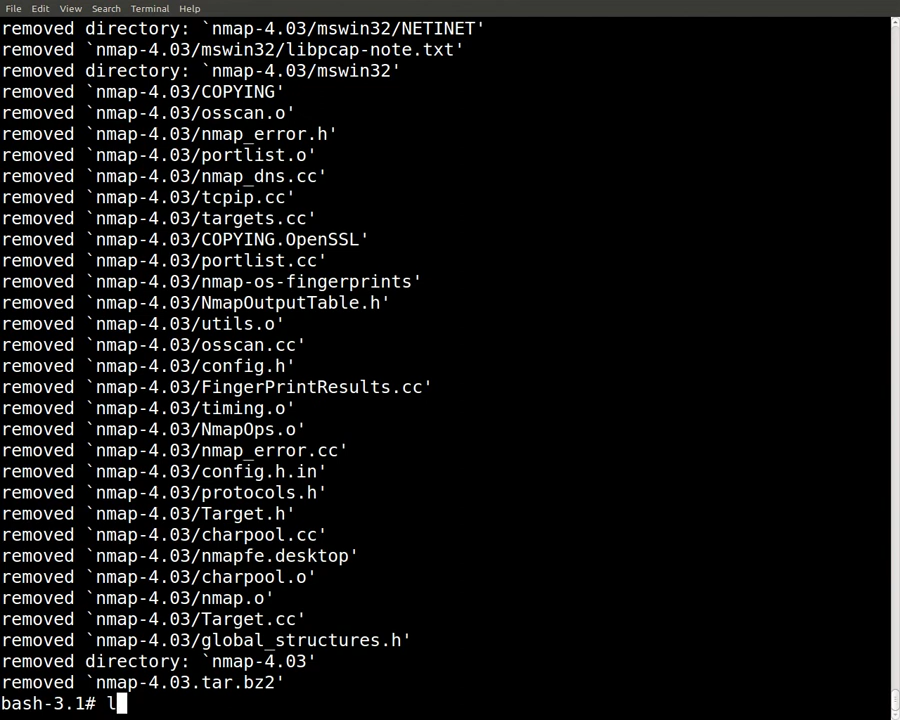 File Edit View Search Terminal Help
removed directory: `nmap-4.03/mswin32/NETINET'
removed `nmap-4.03/mswin32/libpcap-note.txt'
removed directory: `nmap-4.03/mswin32'
removed `nmap-4.03/COPYING'
removed `nmap-4.03/osscan.o'
removed `nmap-4.03/nmap_error.h'
removed `nmap-4.03/portlist.o'
removed `nmap-4.03/nmap_dns.cc'
removed `nmap-4.03/tcpip.cc'
removed `nmap-4.03/targets.cc'
removed `nmap-4.03/COPYING.OpenSSL'
removed `nmap-4.03/portlist.cc'
removed `nmap-4.03/nmap-os-fingerprints'
removed `nmap-4.03/NmapOutputTable.h'
removed `nmap-4.03/utils.o'
removed `nmap-4.03/osscan.cc'
removed `nmap-4.03/config.h'
removed `nmap-4.03/FingerPrintResults.cc'
removed `nmap-4.03/timing.o'
removed `nmap-4.03/NmapOps.o'
removed `nmap-4.03/nmap_error.cc'
removed `nmap-4.03/config.h.in'
removed `nmap-4.03/protocols.h'
removed `nmap-4.03/Target.h'
removed `nmap-4.03/charpool.cc'
removed `nmap-4.03/nmapfe.desktop'
removed `nmap-4.03/charpool.o'
removed `nmap-4.03/nmap.o'
removed `nmap-4.03/Target.cc'
removed `nmap-4.03/global_structures.h'
removed directory: `nmap-4.03'
removed `nmap-4.03.tar.bz2'
bash-3.1# l